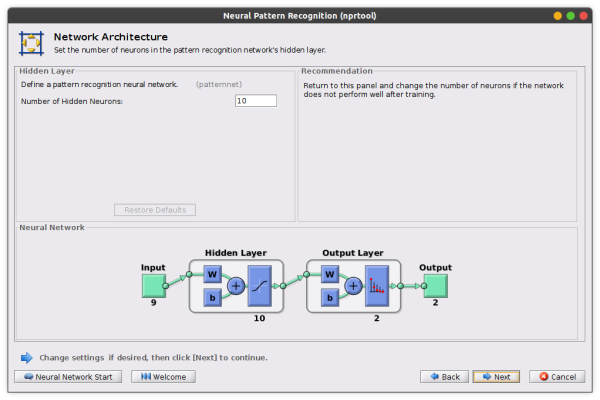 Neural Pattern Recognition (nprtool)
Network Architecture
Set the number of neurons in the pattern recognition network's hidden layer.
Hidden Layer
Define a pattern recognition neural network. (patternnet)
Number of Hidden Neurons: 10
Restore Defaults
Recommendation
Return to this panel and change the number of neurons if the network
does not perform well after training.
Neural Network
Hidden Layer Output Layer
Input Output
W W
b b
+ +
9 2
10 2
Change settings if desired, then click [Next] to continue.
Neural Network Start Welcome Back Next Cancel